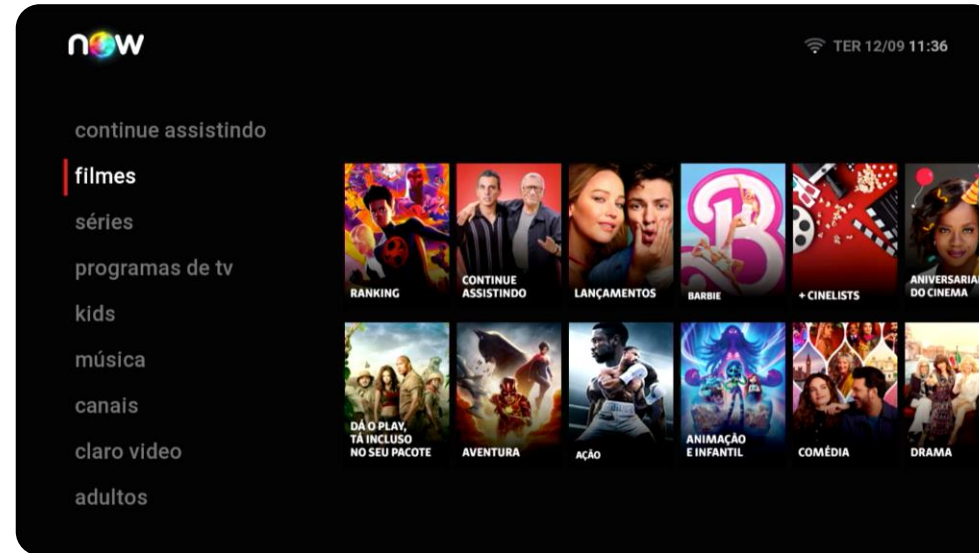 now
TER 12/09 11:36
continue assistindo
filmes
séries
programas de tv
kids
música
canais
claro video
adultos
RANKING
CONTINUE
ASSISTINDO
LANÇAMENTOS
B
BARBIE
+ CINELISTS
ANIVERSARIA
DO CINEMA
DÁ O PLAY,
TÁ INCLUSO
NO SEU PACOTE
AVENTURA
AÇÃO
ANIMAÇÃO
E INFANTIL
COMÉDIA
DRAMA